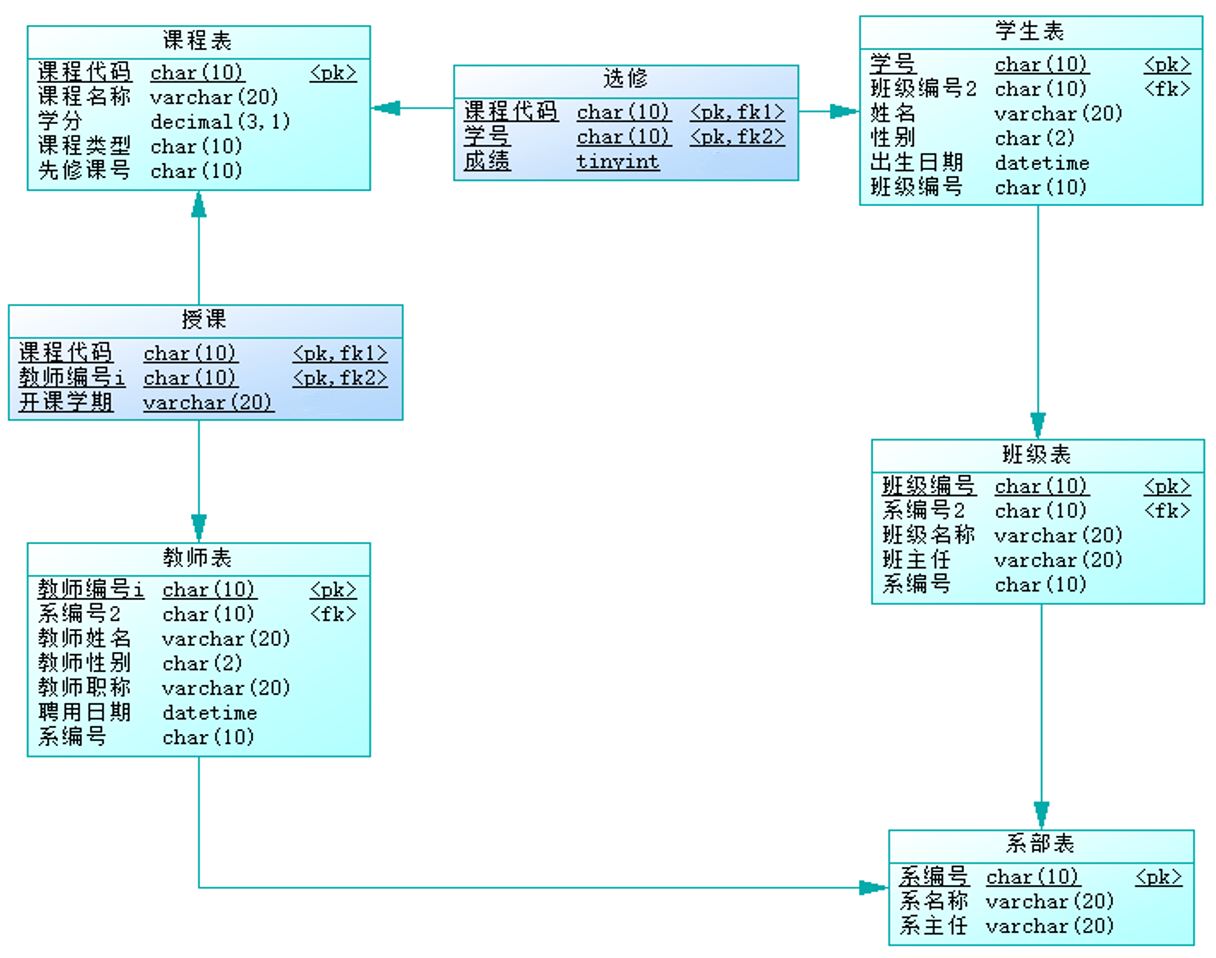 课程表
课程代码 char(10) <pk>
课程名称 varchar(20)
学分 decimal(3,1)
课程类型 char(10)
先修课号 char(10)
选修
课程代码 char(10) <pk,fk1>
学号 char(10) <pk,fk2>
成绩 tinyint
学生表
学号 char(10) <pk>
班级编号2 char(10) <fk>
姓名 varchar(20)
性别 char(2)
出生日期 datetime
班级编号 char(10)
授课
课程代码 char(10) <pk,fk1>
教师编号i char(10) <pk,fk2>
开课学期 varchar(20)
班级表
班级编号 char(10) <pk>
系编号2 char(10) <fk>
班级名称 varchar(20)
班主任 varchar(20)
系编号 char(10)
教师表
教师编号i char(10) <pk>
系编号2 char(10) <fk>
教师姓名 varchar(20)
教师性别 char(2)
教师职称 varchar(20)
聘用日期 datetime
系编号 char(10)
系部表
系编号 char(10) <pk>
系名称 varchar(20)
系主任 varchar(20)